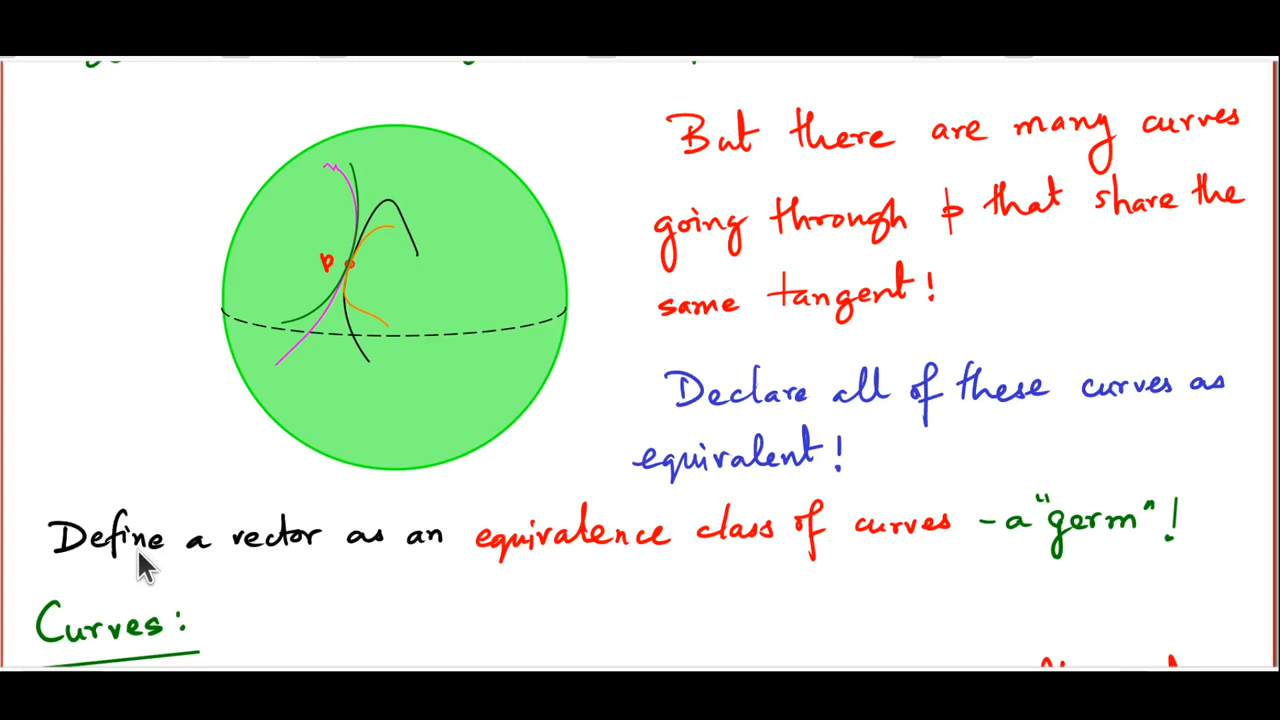 But there are many curves
going through p that share the
same tangent!
p
Declare all of these curves as
equivalent!
Define a vector as an equivalence class of curves - a "germ"!
Curves: